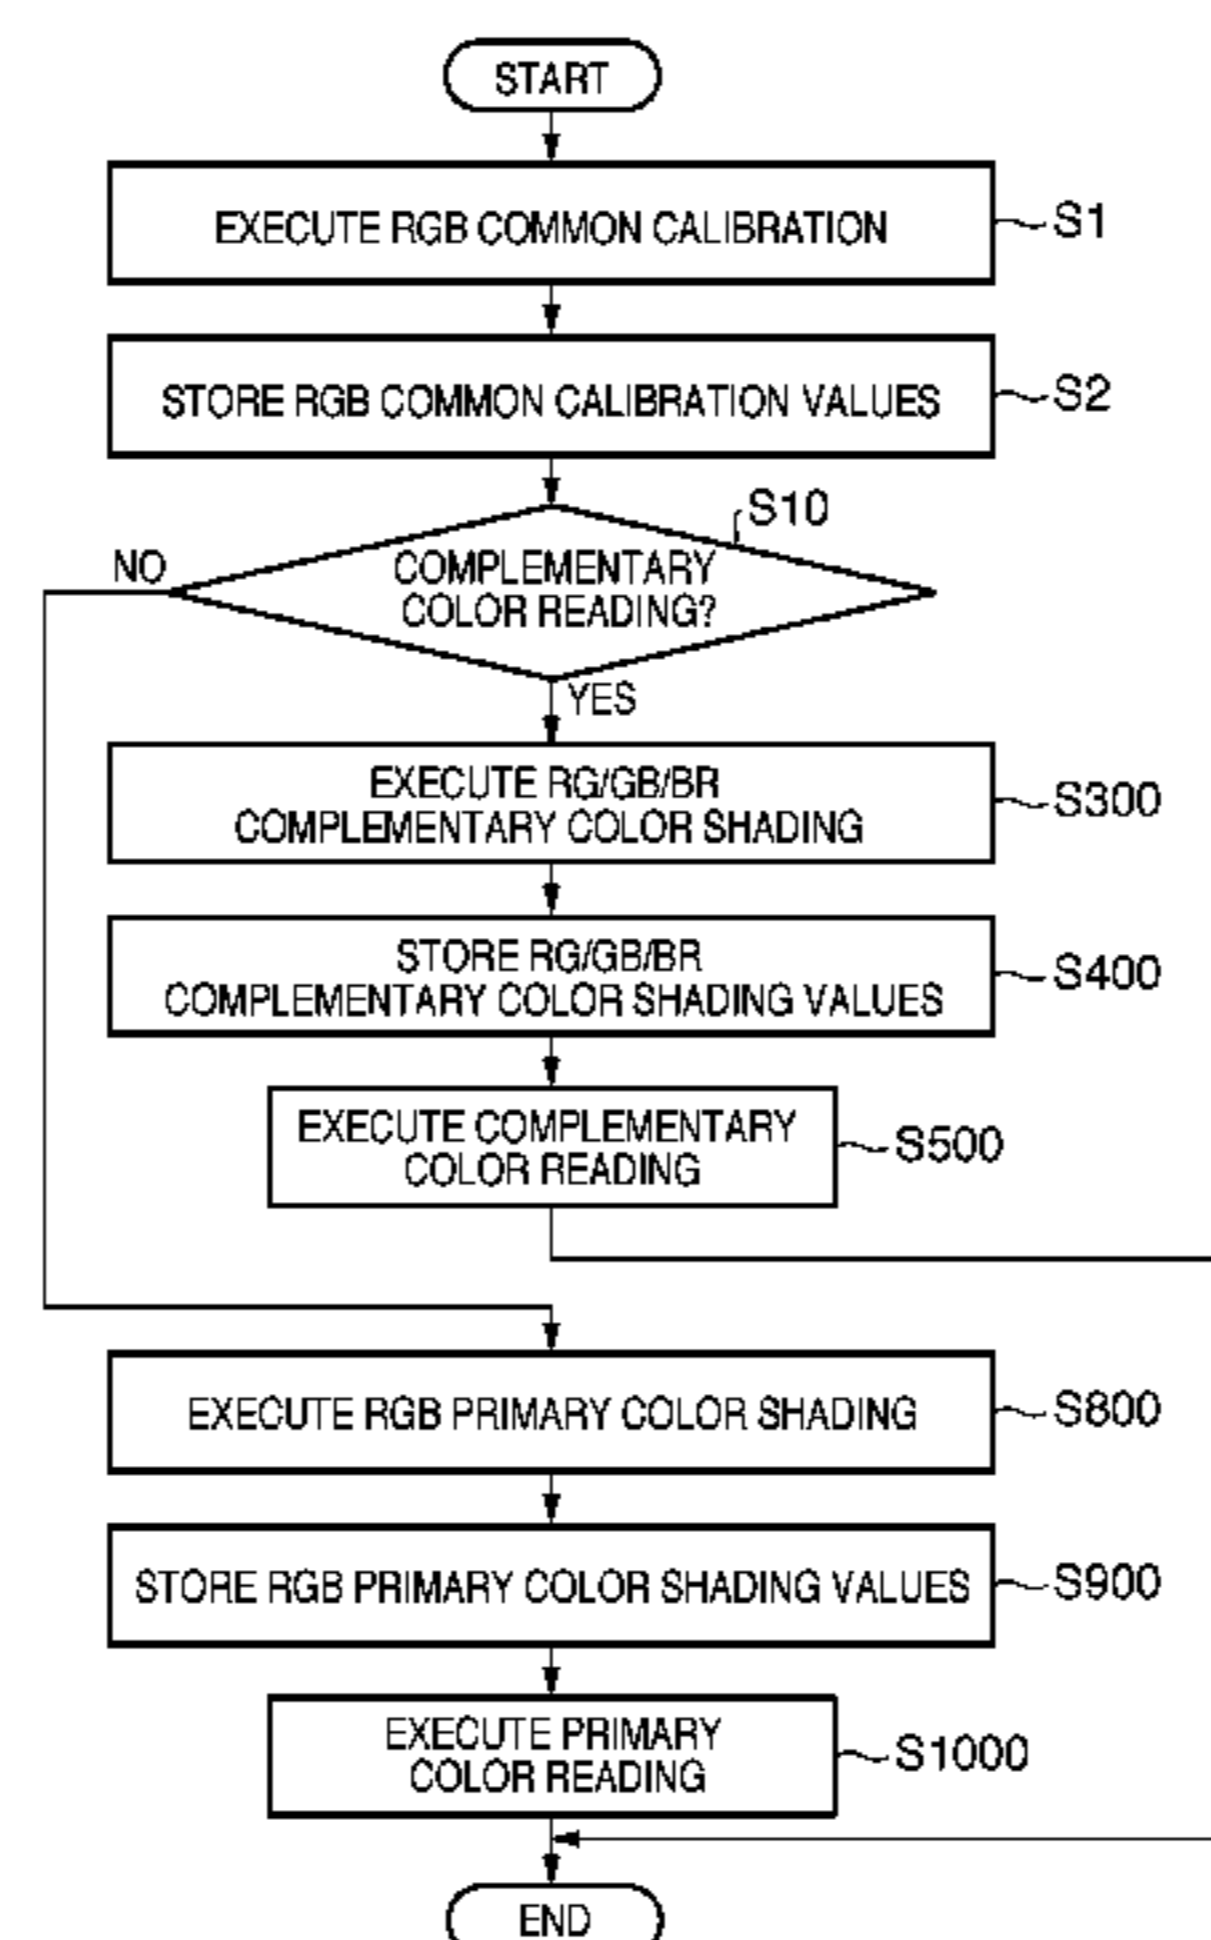 START
EXECUTE RGB COMMON CALIBRATION
S1
STORE RGB COMMON CALIBRATION VALUES
S2
S10
NO
COMPLEMENTARY
COLOR READING?
YES
EXECUTE RG/GB/BR
COMPLEMENTARY COLOR SHADING
S300
STORE RG/GB/BR
COMPLEMENTARY COLOR SHADING VALUES
S400
EXECUTE COMPLEMENTARY
COLOR READING
S500
EXECUTE RGB PRIMARY COLOR SHADING
S800
STORE RGB PRIMARY COLOR SHADING VALUES
S900
EXECUTE PRIMARY
COLOR READING
S1000
END